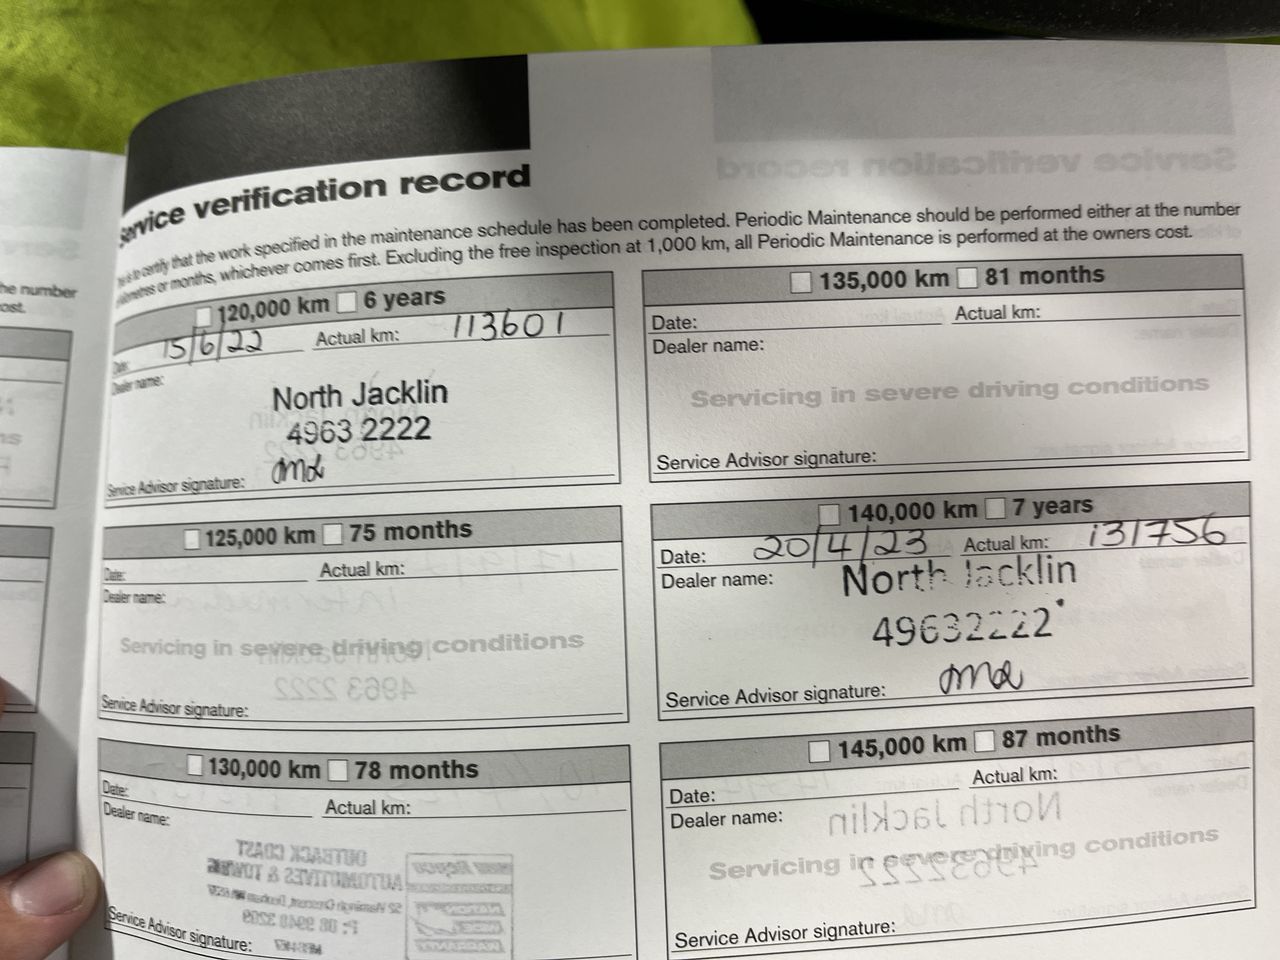 Service verification record
This is to certify that the work specified in the maintenance schedule has been completed. Periodic Maintenance should be performed either at the number
kilometres or months, whichever comes first. Excluding the free inspection at 1,000 km, all Periodic Maintenance is performed at the owners cost.
120,000 km 6 years
Date: 15/6/22 Actual km: 113601
Dealer name:
North Jacklin
4963 2222
Service Advisor signature:
125,000 km 75 months
Date: Actual km:
Dealer name:
Servicing in severe driving conditions
Service Advisor signature:
130,000 km 78 months
Date: Actual km:
Dealer name:
Service Advisor signature:
135,000 km 81 months
Date: Actual km:
Dealer name:
Servicing in severe driving conditions
Service Advisor signature:
140,000 km 7 years
Date: 20/4/23 Actual km: 131756
Dealer name: North Jacklin
49632222
Service Advisor signature:
145,000 km 87 months
Date: Actual km:
Dealer name:
Servicing in severe driving conditions
Service Advisor signature:
he number
ost.